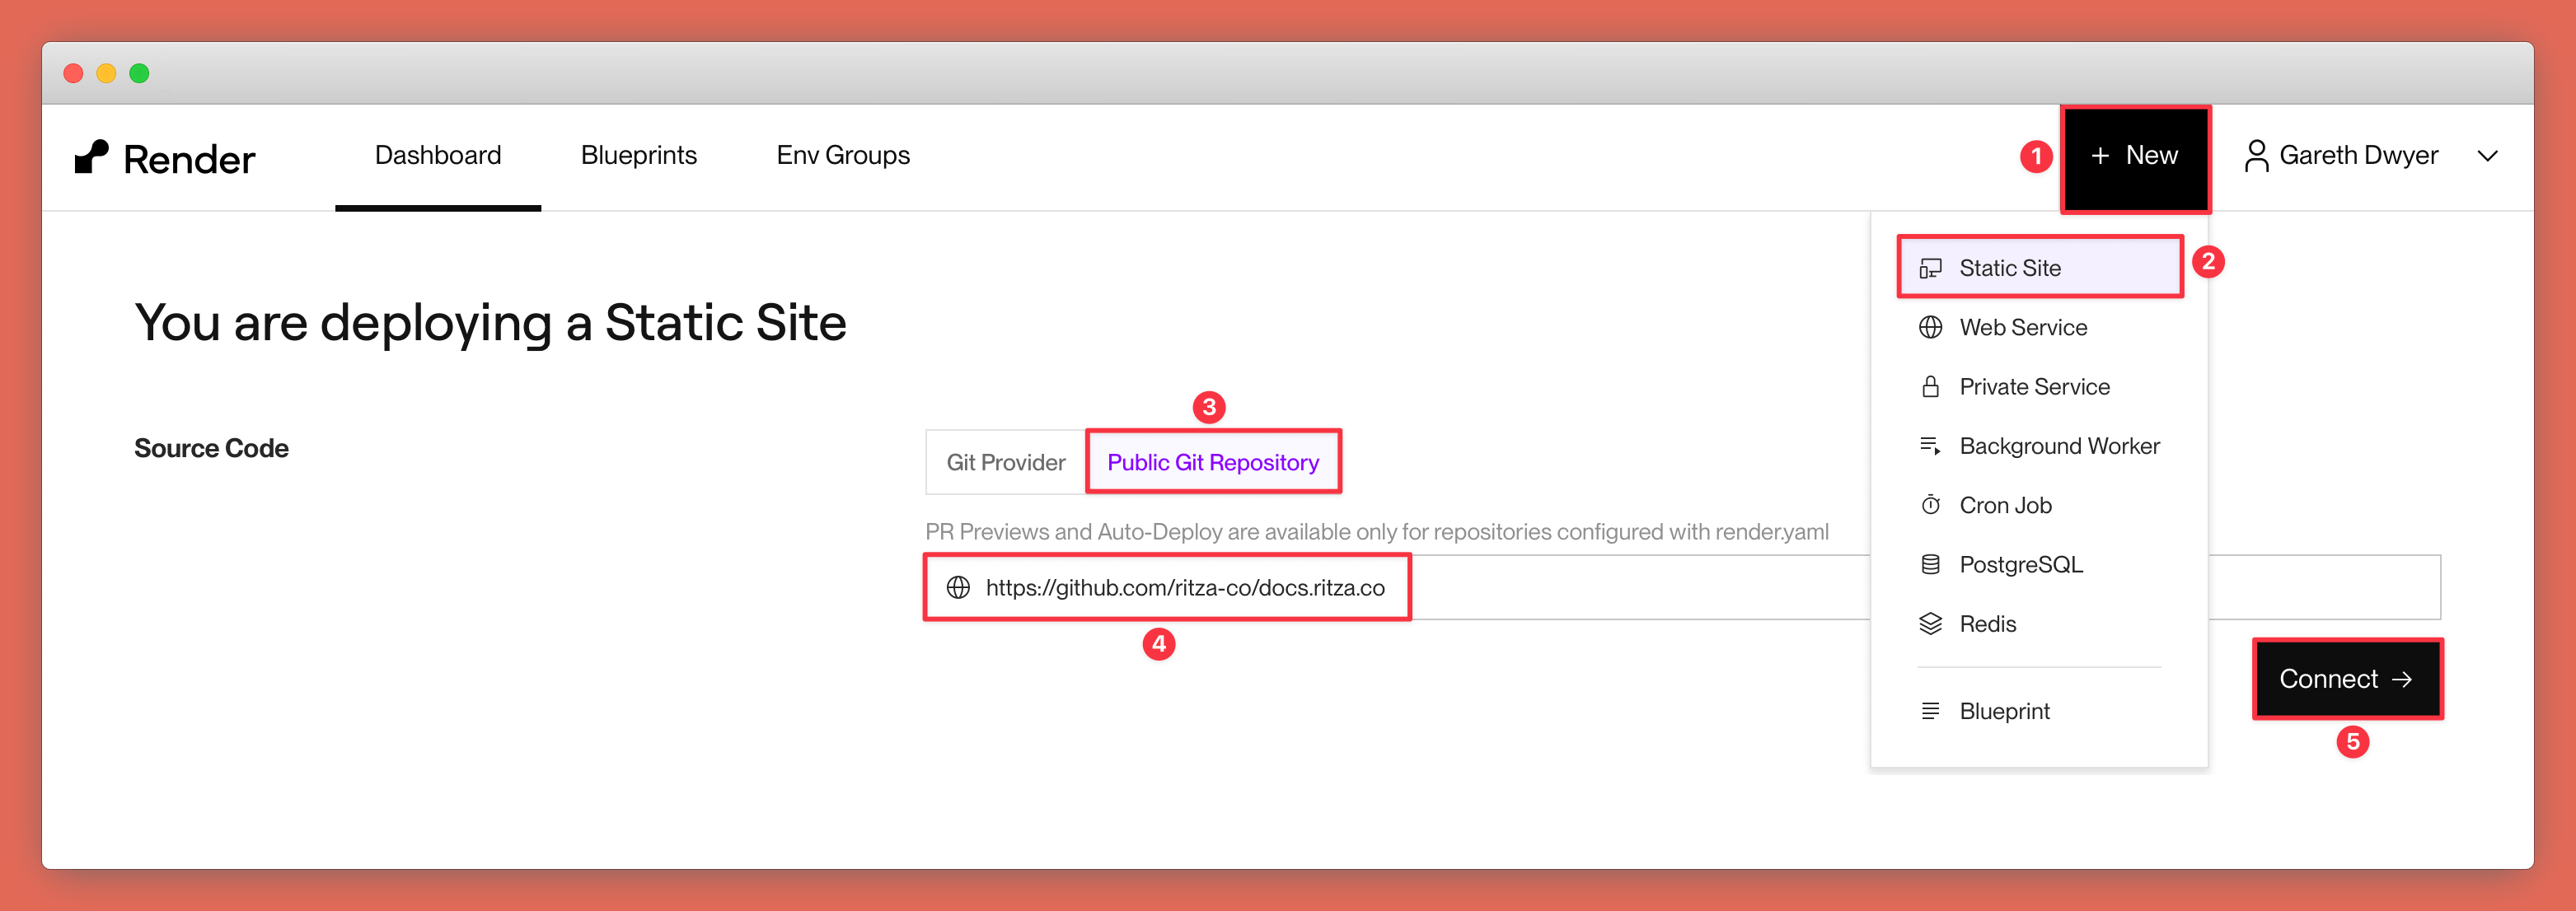 Render
Dashboard
Blueprints
Env Groups
1
+ New
Gareth Dwyer
Static Site
2
Web Service
Private Service
Background Worker
Cron Job
PostgreSQL
Redis
Blueprint
You are deploying a Static Site
Source Code
3
Git Provider
Public Git Repository
PR Previews and Auto-Deploy are available only for repositories configured with render.yaml
https://github.com/ritza-co/docs.ritza.co
4
Connect →
5